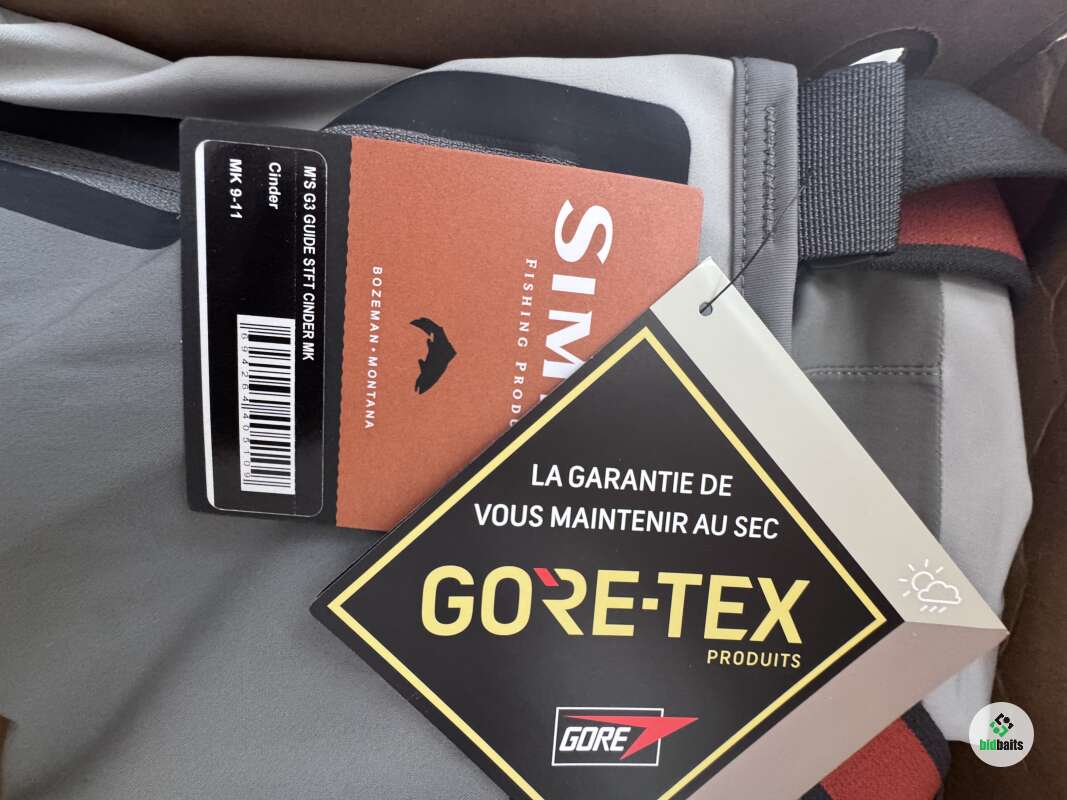 M'S G3 GUIDE STFT CINDER MK
Cinder
MK 9-11
SIM
FISHING PRODU
BOZEMAN • MONTANA
LA GARANTIE DE
VOUS MAINTENIR AU SEC
GORE-TEX
PRODUITS
GORE
bidbaits